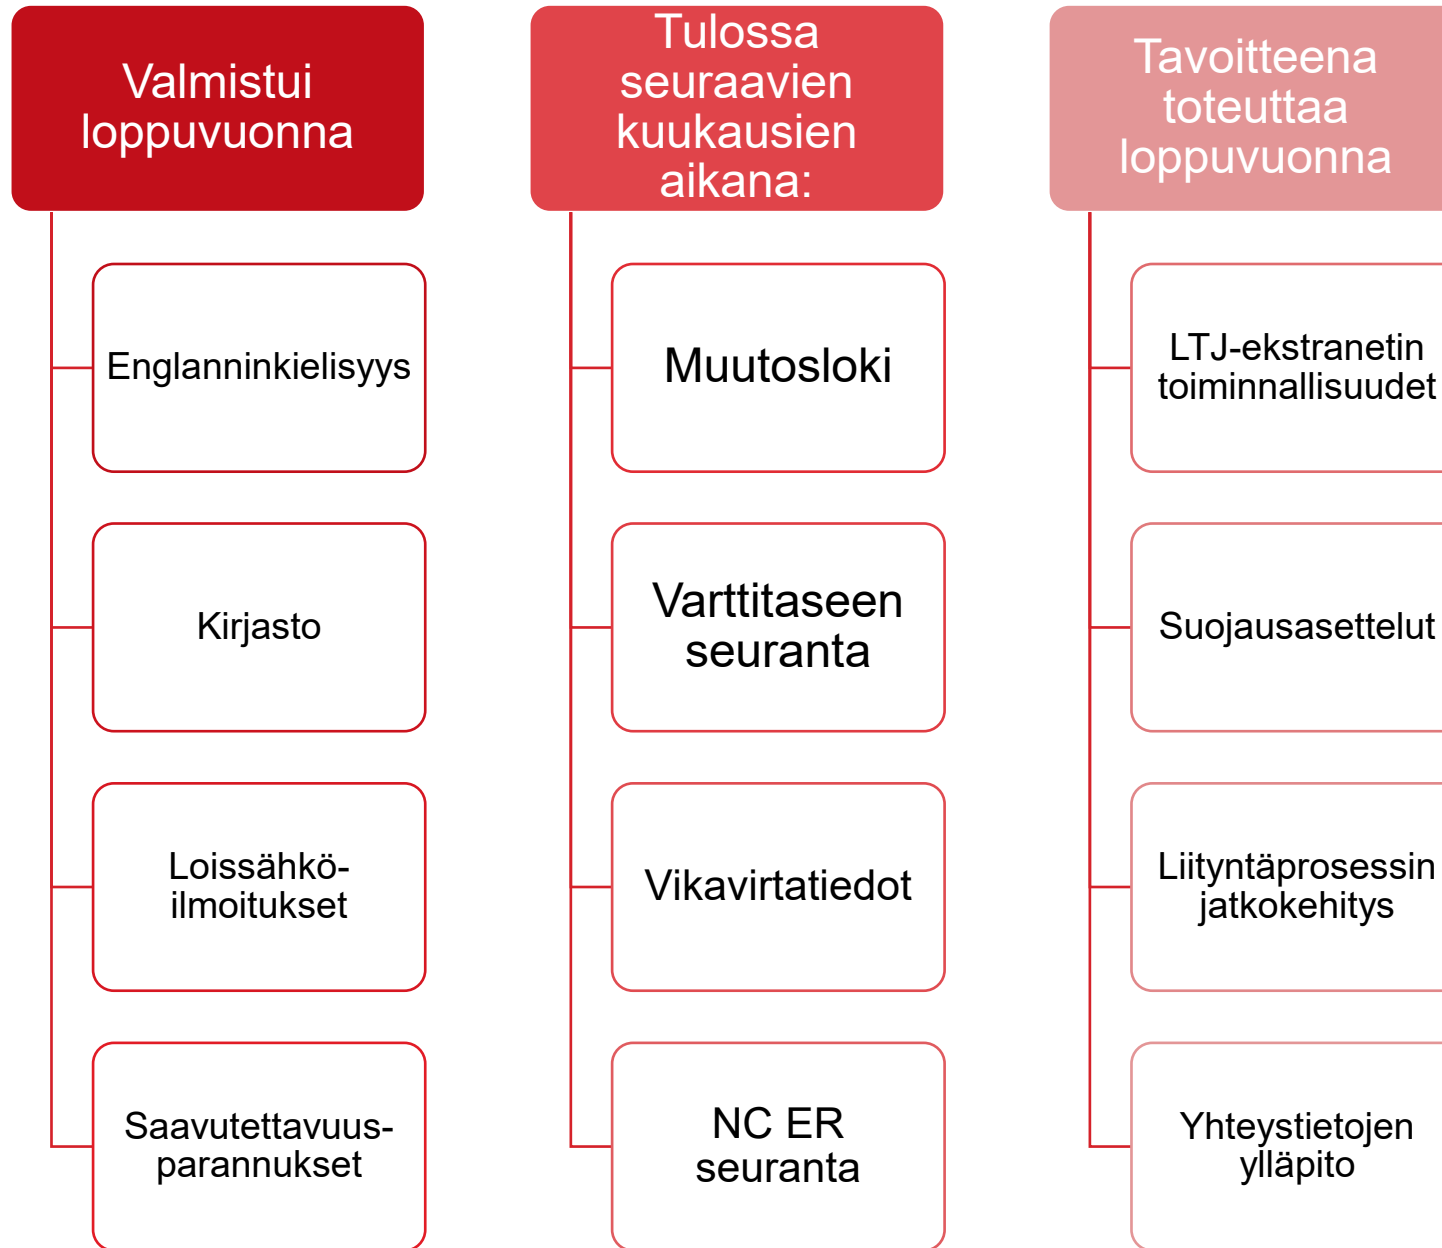 Valmistui
loppuvuonna
Englanninkielisyys
Kirjasto
Loissähkö-
ilmoitukset
Saavutettavuus-
parannukset
Tulossa
seuraavien
kuukausien
aikana:
Muutosloki
Varttitaseen
seuranta
Vikavirtatiedot
NC ER
seuranta
Tavoitteena
toteuttaa
loppuvuonna
LTJ-ekstranetin
toiminnallisuudet
Suojausasettelut
Liityntäprosessin
jatkokehitys
Yhteystietojen
ylläpito